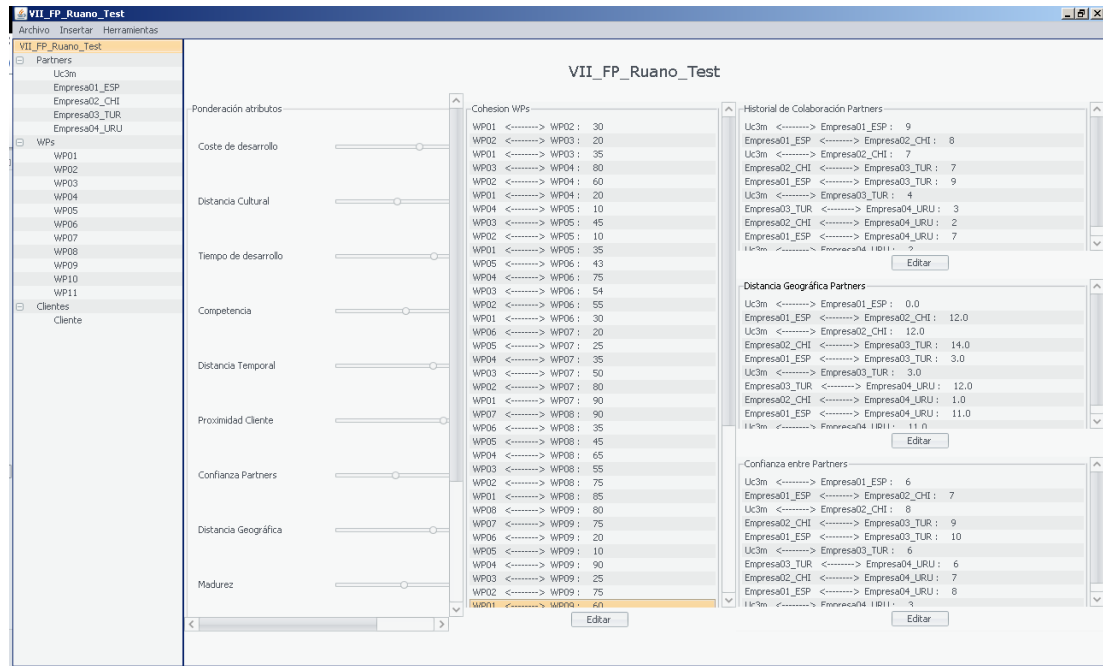 VII_FP_Ruano_Test
Archivo Insertar Herramientas
VII_FP_Ruano_Test
Partners
Uc3m
Empresa01_ESP
Empresa02_CHI
Empresa03_TUR
Empresa04_URU
WPs
WP01
WP02
WP03
WP04
WP05
WP06
WP07
WP08
WP09
WP10
WP11
Clientes
Cliente
VII_FP_Ruano_Test
Ponderación atributos
Coste de desarrollo
Distancia Cultural
Tiempo de desarrollo
Competencia
Distancia Temporal
Proximidad Cliente
Confianza Partners
Distancia Geográfica
Madurez
Cohesion WPs
WP01 <--------> WP02 : 30
WP02 <--------> WP03 : 20
WP01 <--------> WP03 : 35
WP03 <--------> WP04 : 80
WP02 <--------> WP04 : 60
WP01 <--------> WP04 : 20
WP04 <--------> WP05 : 10
WP03 <--------> WP05 : 45
WP02 <--------> WP05 : 10
WP01 <--------> WP05 : 35
WP05 <--------> WP06 : 43
WP04 <--------> WP06 : 75
WP03 <--------> WP06 : 54
WP02 <--------> WP06 : 55
WP01 <--------> WP06 : 30
WP06 <--------> WP07 : 20
WP05 <--------> WP07 : 25
WP04 <--------> WP07 : 35
WP03 <--------> WP07 : 50
WP02 <--------> WP07 : 80
WP01 <--------> WP07 : 90
WP07 <--------> WP08 : 90
WP06 <--------> WP08 : 35
WP05 <--------> WP08 : 45
WP04 <--------> WP08 : 65
WP03 <--------> WP08 : 55
WP02 <--------> WP08 : 75
WP01 <--------> WP08 : 85
WP08 <--------> WP09 : 80
WP07 <--------> WP09 : 75
WP06 <--------> WP09 : 20
WP05 <--------> WP09 : 10
WP04 <--------> WP09 : 90
WP03 <--------> WP09 : 25
WP02 <--------> WP09 : 75
WP01 <--------> WP09 : 60
Editar
Historial de Colaboración Partners
Uc3m <--------> Empresa01_ESP : 9
Empresa01_ESP <--------> Empresa02_CHI : 8
Uc3m <--------> Empresa02_CHI : 7
Empresa02_CHI <--------> Empresa03_TUR : 7
Empresa01_ESP <--------> Empresa03_TUR : 9
Uc3m <--------> Empresa03_TUR : 4
Empresa03_TUR <--------> Empresa04_URU : 3
Empresa02_CHI <--------> Empresa04_URU : 2
Empresa01_ESP <--------> Empresa04_URU : 7
Uc3m <--------> Empresa04_URU :
Editar
Distancia Geográfica Partners
Uc3m <--------> Empresa01_ESP : 0.0
Empresa01_ESP <--------> Empresa02_CHI : 12.0
Uc3m <--------> Empresa02_CHI : 12.0
Empresa02_CHI <--------> Empresa03_TUR : 14.0
Empresa01_ESP <--------> Empresa03_TUR : 3.0
Uc3m <--------> Empresa03_TUR : 3.0
Empresa03_TUR <--------> Empresa04_URU : 12.0
Empresa02_CHI <--------> Empresa04_URU : 1.0
Empresa01_ESP <--------> Empresa04_URU : 11.0
Uc3m <--------> Empresa04_URU : 11.0
Editar
Confianza entre Partners
Uc3m <--------> Empresa01_ESP : 6
Empresa01_ESP <--------> Empresa02_CHI : 7
Uc3m <--------> Empresa02_CHI : 8
Empresa02_CHI <--------> Empresa03_TUR : 9
Empresa01_ESP <--------> Empresa03_TUR : 10
Uc3m <--------> Empresa03_TUR : 6
Empresa03_TUR <--------> Empresa04_URU : 6
Empresa02_CHI <--------> Empresa04_URU : 7
Empresa01_ESP <--------> Empresa04_URU : 8
Uc3m <--------> Empresa04_URU : 3
Editar